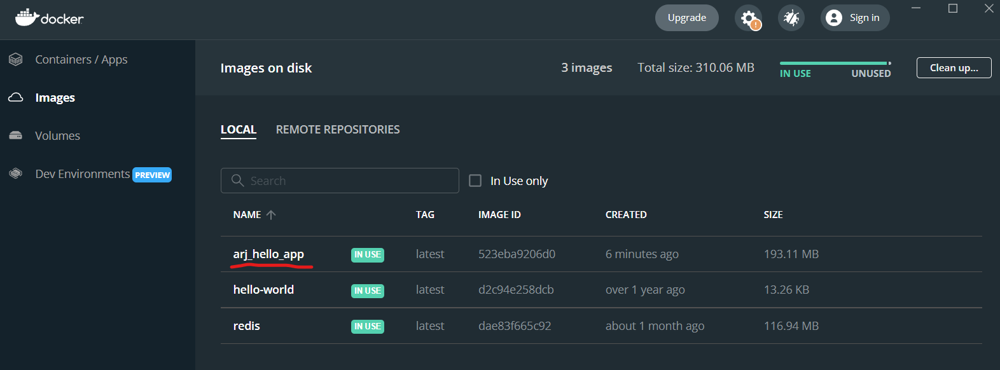 docker
Upgrade
!
Sign in
Containers / Apps
Images
Volumes
Dev Environments PREVIEW
Images on disk
3 images
Total size: 310.06 MB
IN USE UNUSED
Clean up...
LOCAL REMOTE REPOSITORIES
Search
In Use only
NAME TAG IMAGE ID CREATED SIZE
arj_hello_app IN USE latest 523eba9206d0 6 minutes ago 193.11 MB
hello-world IN USE latest d2c94e258dcb over 1 year ago 13.26 KB
redis IN USE latest dae83f665c92 about 1 month ago 116.94 MB